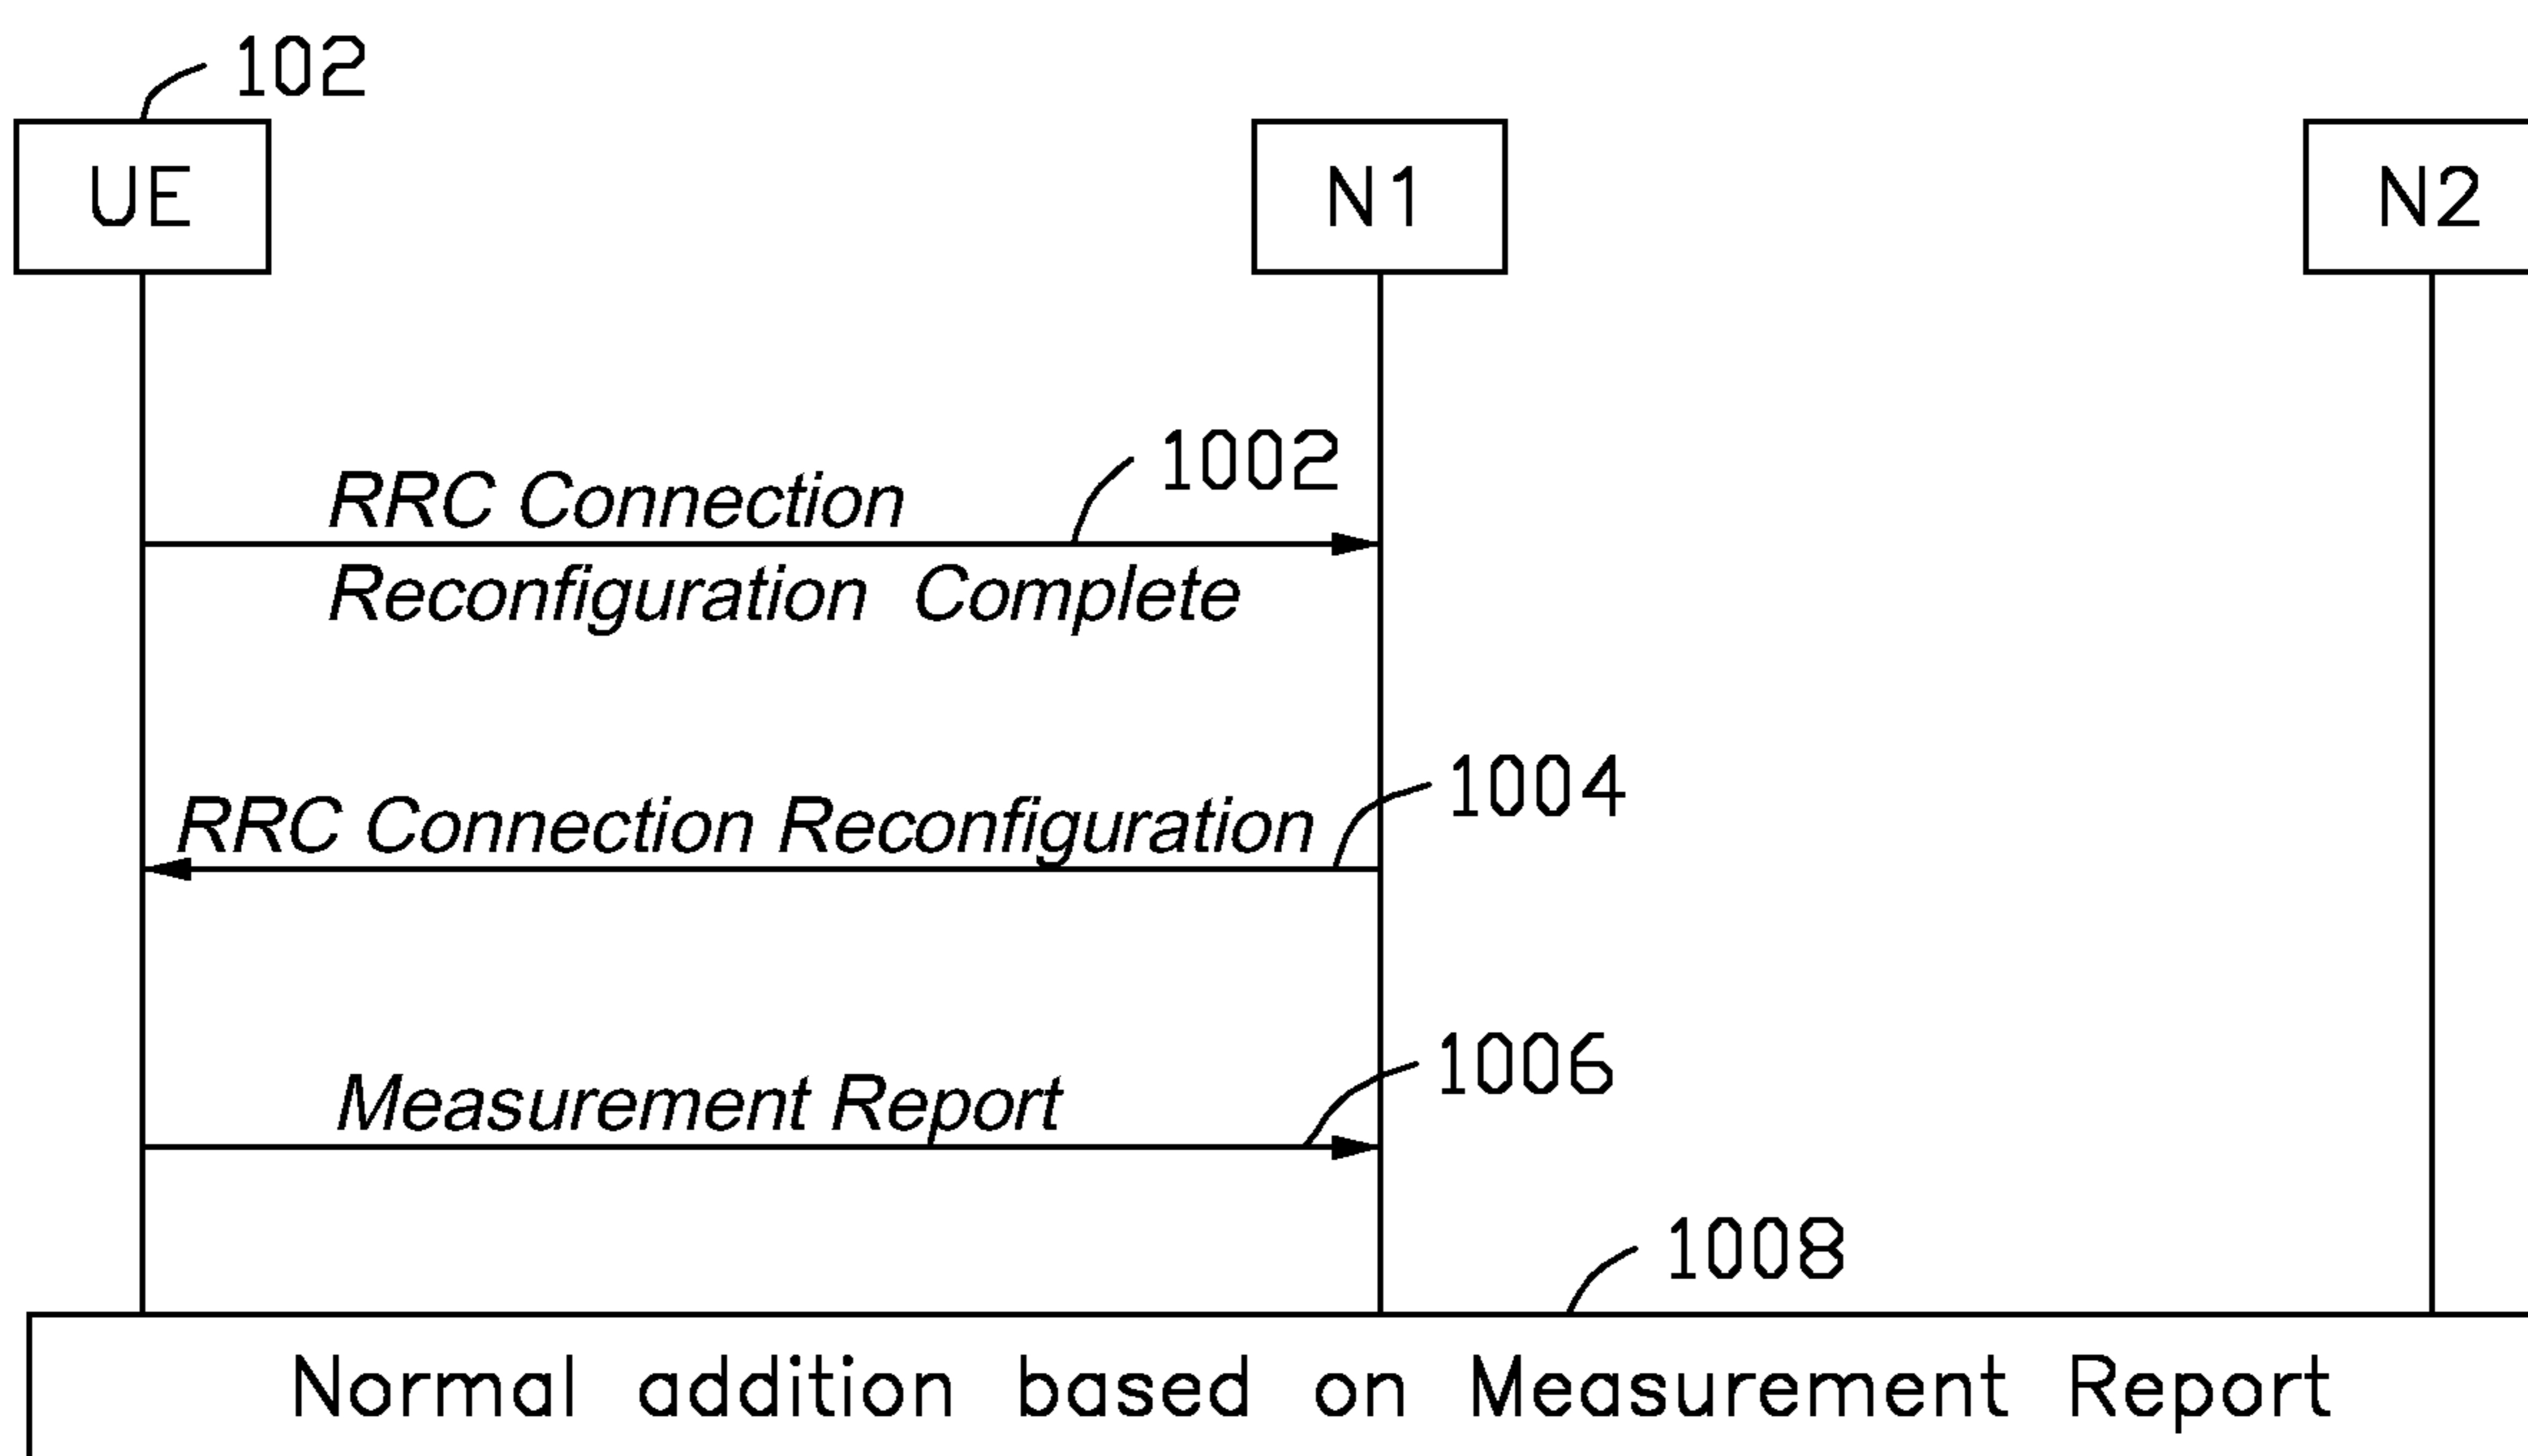 102
UE
N1
N2
1002
RRC Connection
Reconfiguration Complete
1004
RRC Connection Reconfiguration
1006
Measurement Report
1008
Normal addition based on Measurement Report